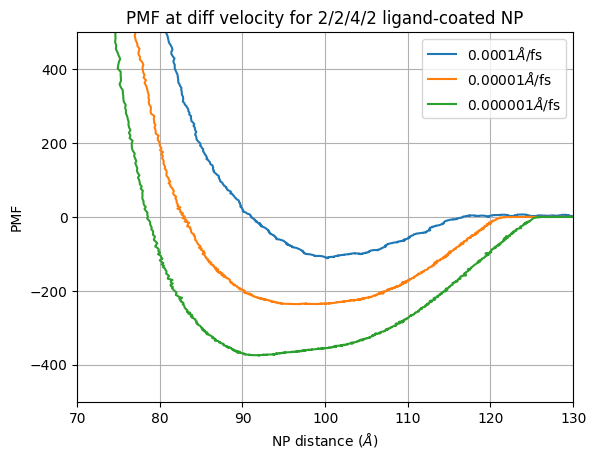 PMF at diff velocity for 2/2/4/2 ligand-coated NP
0.0001Å/fs
0.00001Å/fs
0.000001Å/fs
PMF
400
200
0
−200
−400
70 80 90 100 110 120 130
NP distance (Å)